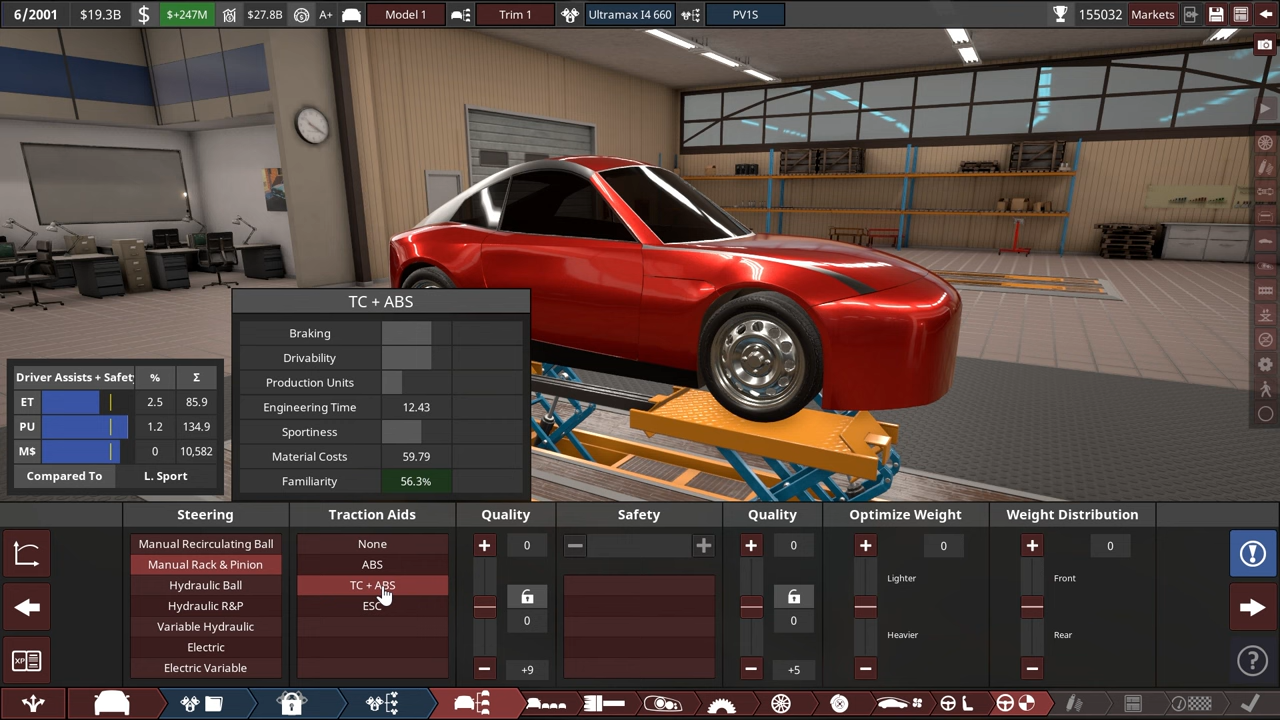 6/2001 $19.3B $+247M $27.8B A+ Model 1 Trim 1 Ultramax I4 660 PV1S 155032 Markets
TC + ABS
Braking
Drivability
Production Units
Engineering Time 12.43
Sportiness
Material Costs 59.79
Familiarity 56.3%
Driver Assists + Safet % Σ
ET 2.5 85.9
PU 1.2 134.9
M$ 0 10,582
Compared To L. Sport
Steering
Manual Recirculating Ball
Manual Rack & Pinion
Hydraulic Ball
Hydraulic R&P
Variable Hydraulic
Electric
Electric Variable
Traction Aids
None
ABS
TC + ABS
ESC
Quality
+ 0
0
− +9
Safety
− +
Quality
+ 0
0
− +5
Optimize Weight
+ 0
Lighter
Heavier
−
Weight Distribution
+ 0
Front
Rear
−
XP
?